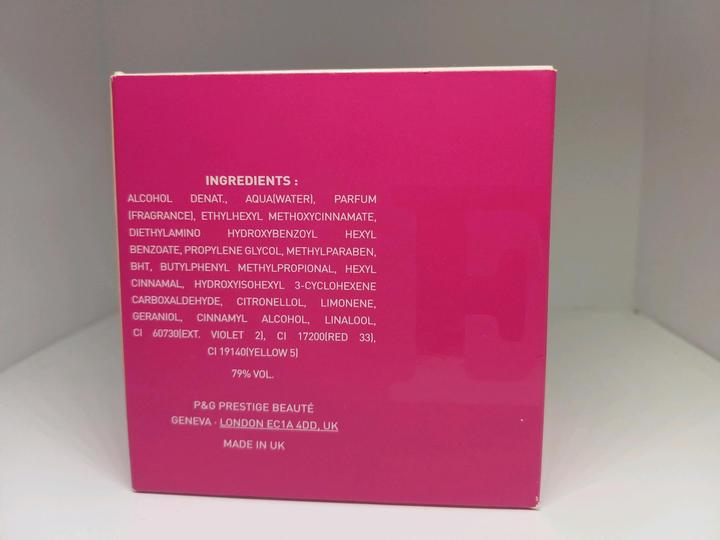 INGREDIENTS :
ALCOHOL DENAT., AQUA(WATER), PARFUM
(FRAGRANCE), ETHYLHEXYL METHOXYCINNAMATE,
DIETHYLAMINO HYDROXYBENZOYL HEXYL
BENZOATE, PROPYLENE GLYCOL, METHYLPARABEN,
BHT, BUTYLPHENYL METHYLPROPIONAL, HEXYL
CINNAMAL, HYDROXYISOHEXYL 3-CYCLOHEXENE
CARBOXALDEHYDE, CITRONELLOL, LIMONENE,
GERANIOL, CINNAMYL ALCOHOL, LINALOOL,
CI 60730(EXT. VIOLET 2), CI 17200(RED 33),
CI 19140(YELLOW 5)
79% VOL.
P&G PRESTIGE BEAUTÉ
GENEVA · LONDON EC1A 4DD, UK
MADE IN UK
E